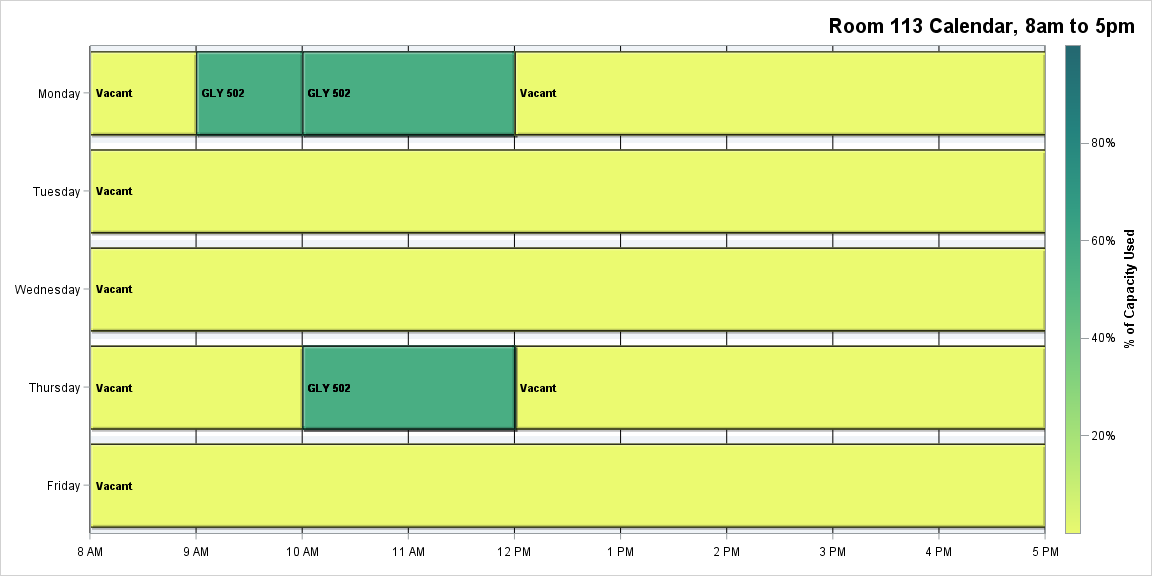 Room 113 Calendar, 8am to 5pm
Monday
Vacant
GLY 502
GLY 502
Vacant
Tuesday
Vacant
Wednesday
Vacant
Thursday
Vacant
GLY 502
Vacant
Friday
Vacant
8 AM
9 AM
10 AM
11 AM
12 PM
1 PM
2 PM
3 PM
4 PM
5 PM
80%
60%
40%
20%
% of Capacity Used